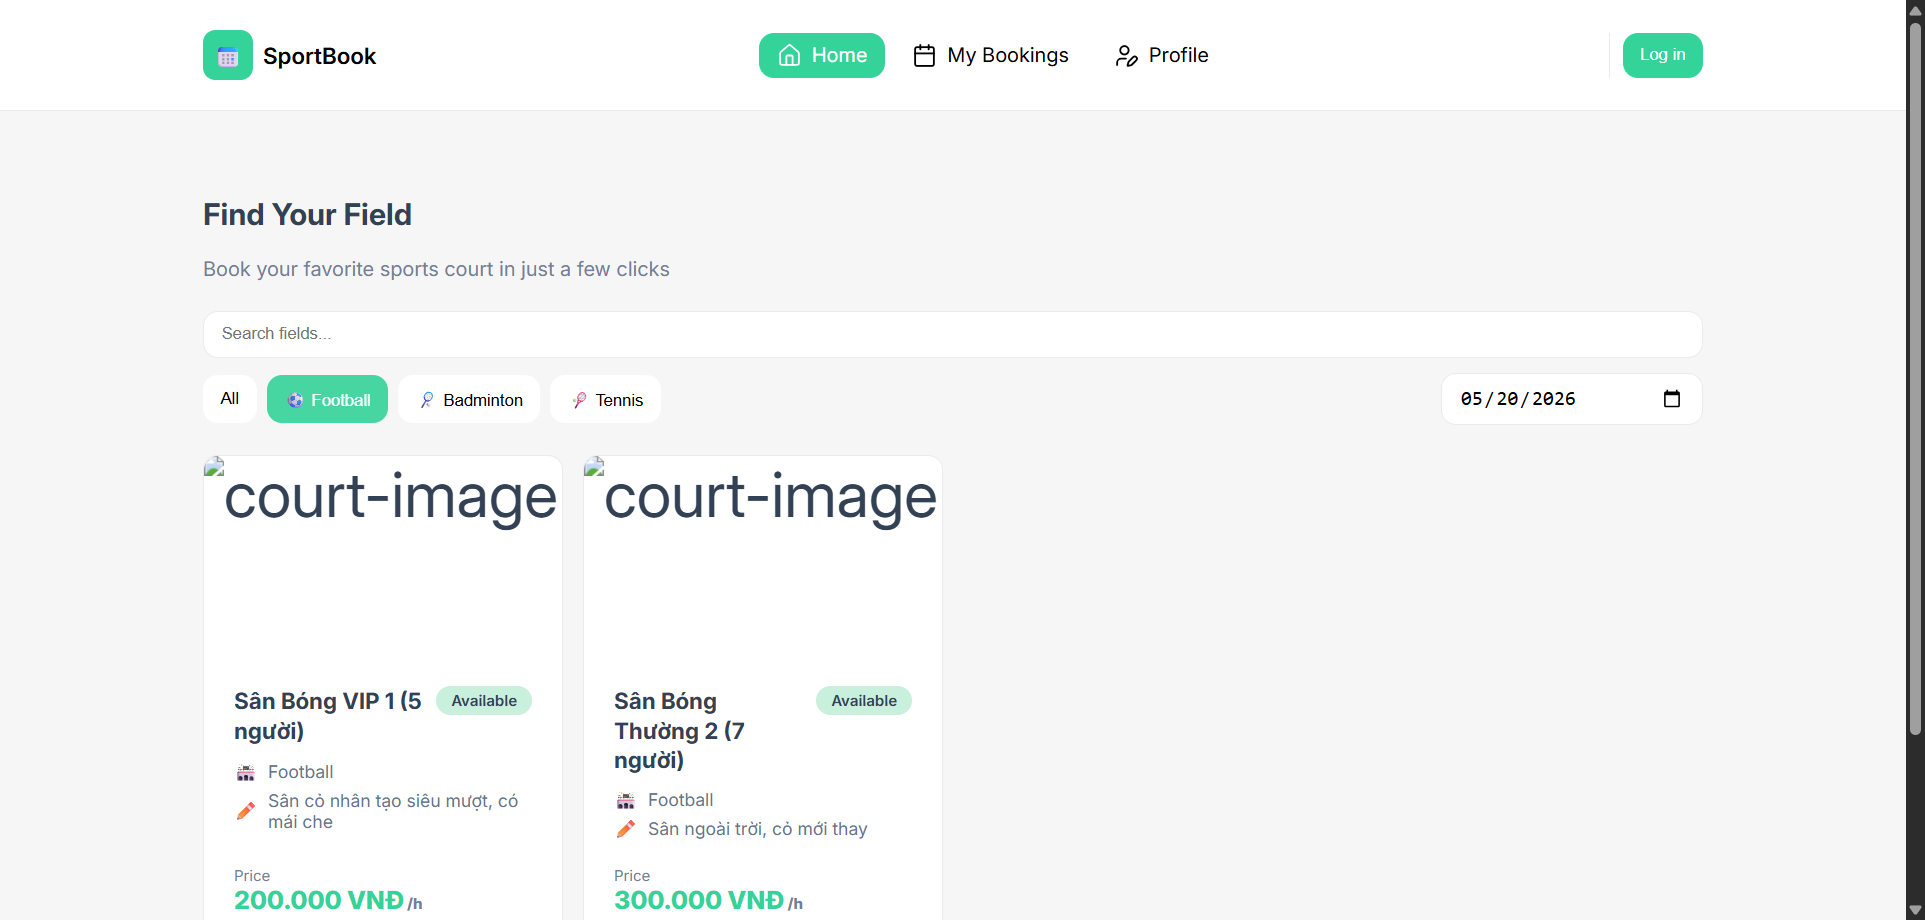 SportBook
Home
My Bookings
Profile
Log in
Find Your Field
Book your favorite sports court in just a few clicks
Search fields...
All
Football
Badminton
Tennis
05/20/2026
court-image
court-image
Sân Bóng VIP 1 (5
người)
Available
Football
Sân cỏ nhân tạo siêu mượt, có
mái che
Price
200.000 VNĐ /h
Sân Bóng
Thường 2 (7
người)
Available
Football
Sân ngoài trời, cỏ mới thay
Price
300.000 VNĐ /h